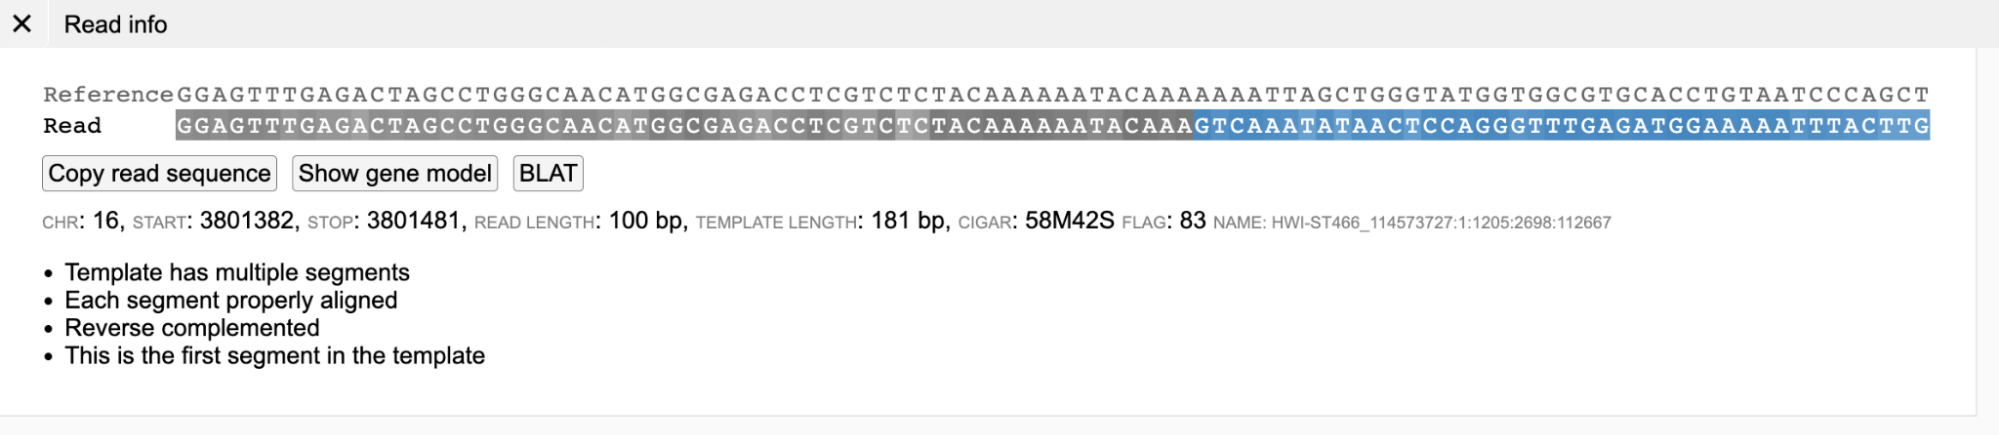 × Read info
Reference GGAGTTTGAGACTAGCCTGGGCAACATGGCGAGACCTCGTCTCTACAAAAAATACAAAAAAATTAGCTGGGTATGGTGGCGTGCACCTGTAATCCCAGCT
Read GGAGTTTGAGACTAGCCTGGGCAACATGGCGAGACCTCGTCTCTACAAAAAATACAAAGTCAAATATAACTCCAGGGTTTGAGATGGAAAAATTTACTTG
Copy read sequence Show gene model BLAT
CHR: 16, START: 3801382, STOP: 3801481, READ LENGTH: 100 bp, TEMPLATE LENGTH: 181 bp, CIGAR: 58M42S FLAG: 83 NAME: HWI-ST466_114573727:1:1205:2698:112667
• Template has multiple segments
• Each segment properly aligned
• Reverse complemented
• This is the first segment in the template